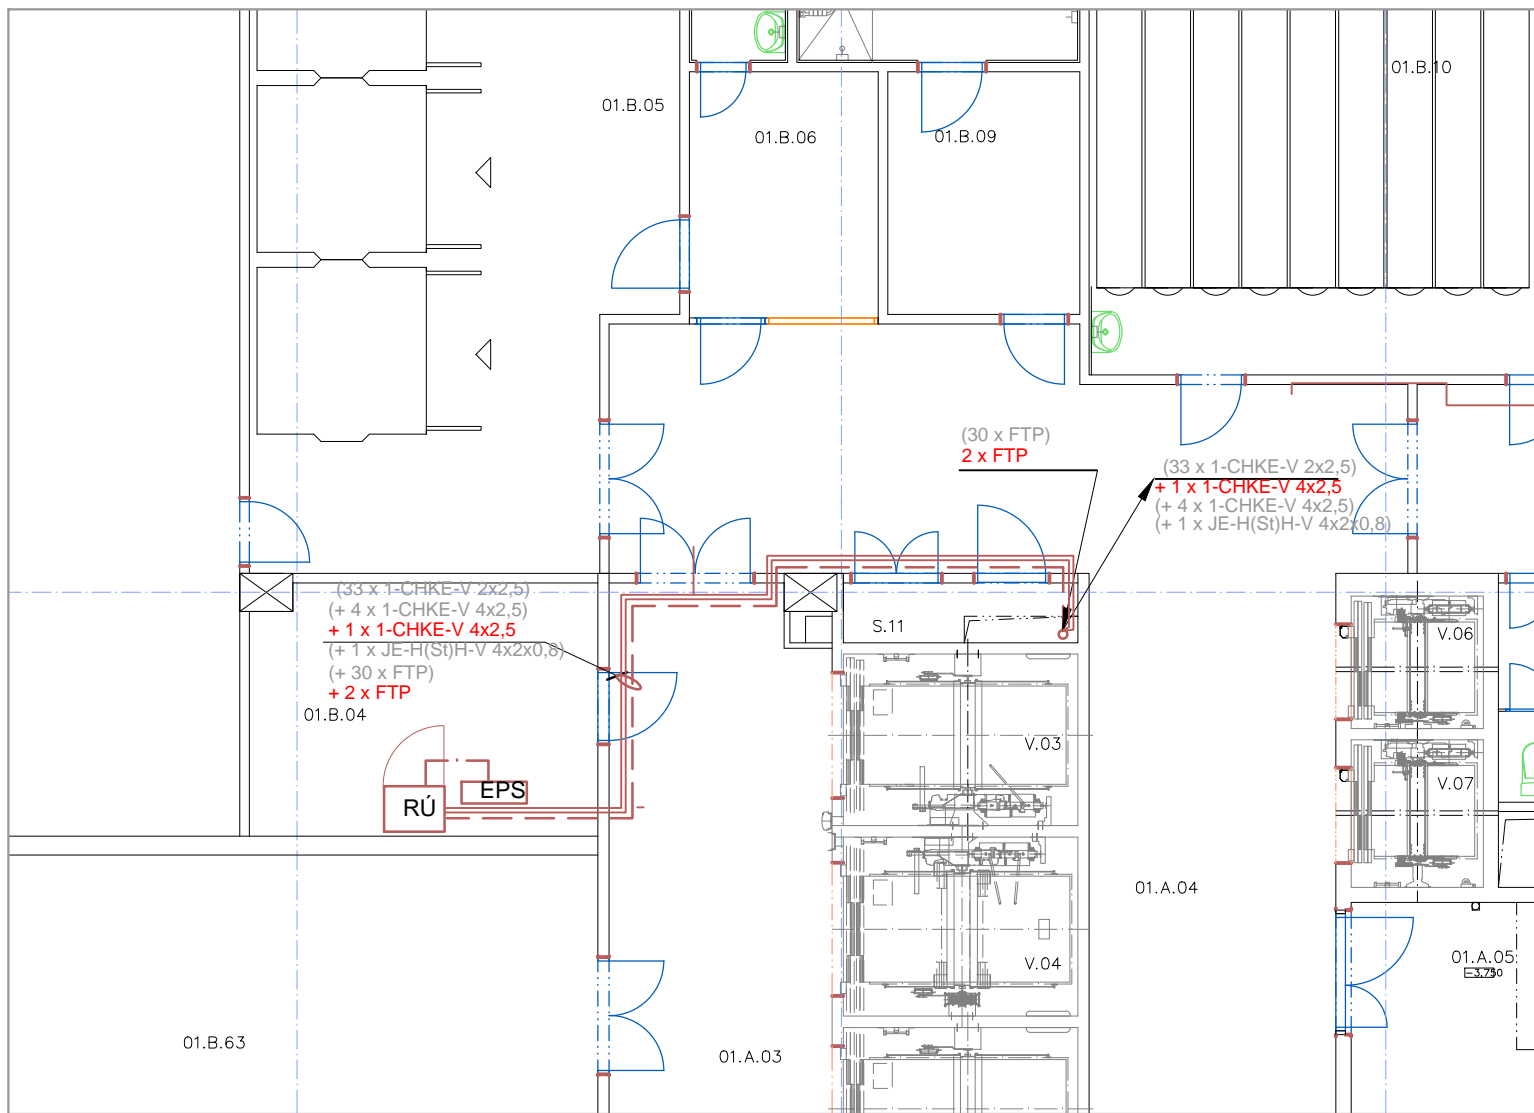 01.B.10
01.B.05
01.B.06
01.B.09
(30 x FTP)
2 x FTP
(33 x 1-CHKE-V 2x2,5)
+ 1 x 1-CHKE-V 4x2,5
(+ 4 x 1-CHKE-V 4x2,5)
(+ 1 x JE-H(St)H-V 4x2x0,8)
(33 x 1-CHKE-V 2x2,5)
(+ 4 x 1-CHKE-V 4x2,5)
+ 1 x 1-CHKE-V 4x2,5
(+ 1 x JE-H(St)H-V 4x2x0,8)
(+ 30 x FTP)
+ 2 x FTP
01.B.04
S.11
V.06
V.03
V.07
EPS
RÚ
01.A.04
V.04
01.A.05
-3,750
01.B.63
01.A.03